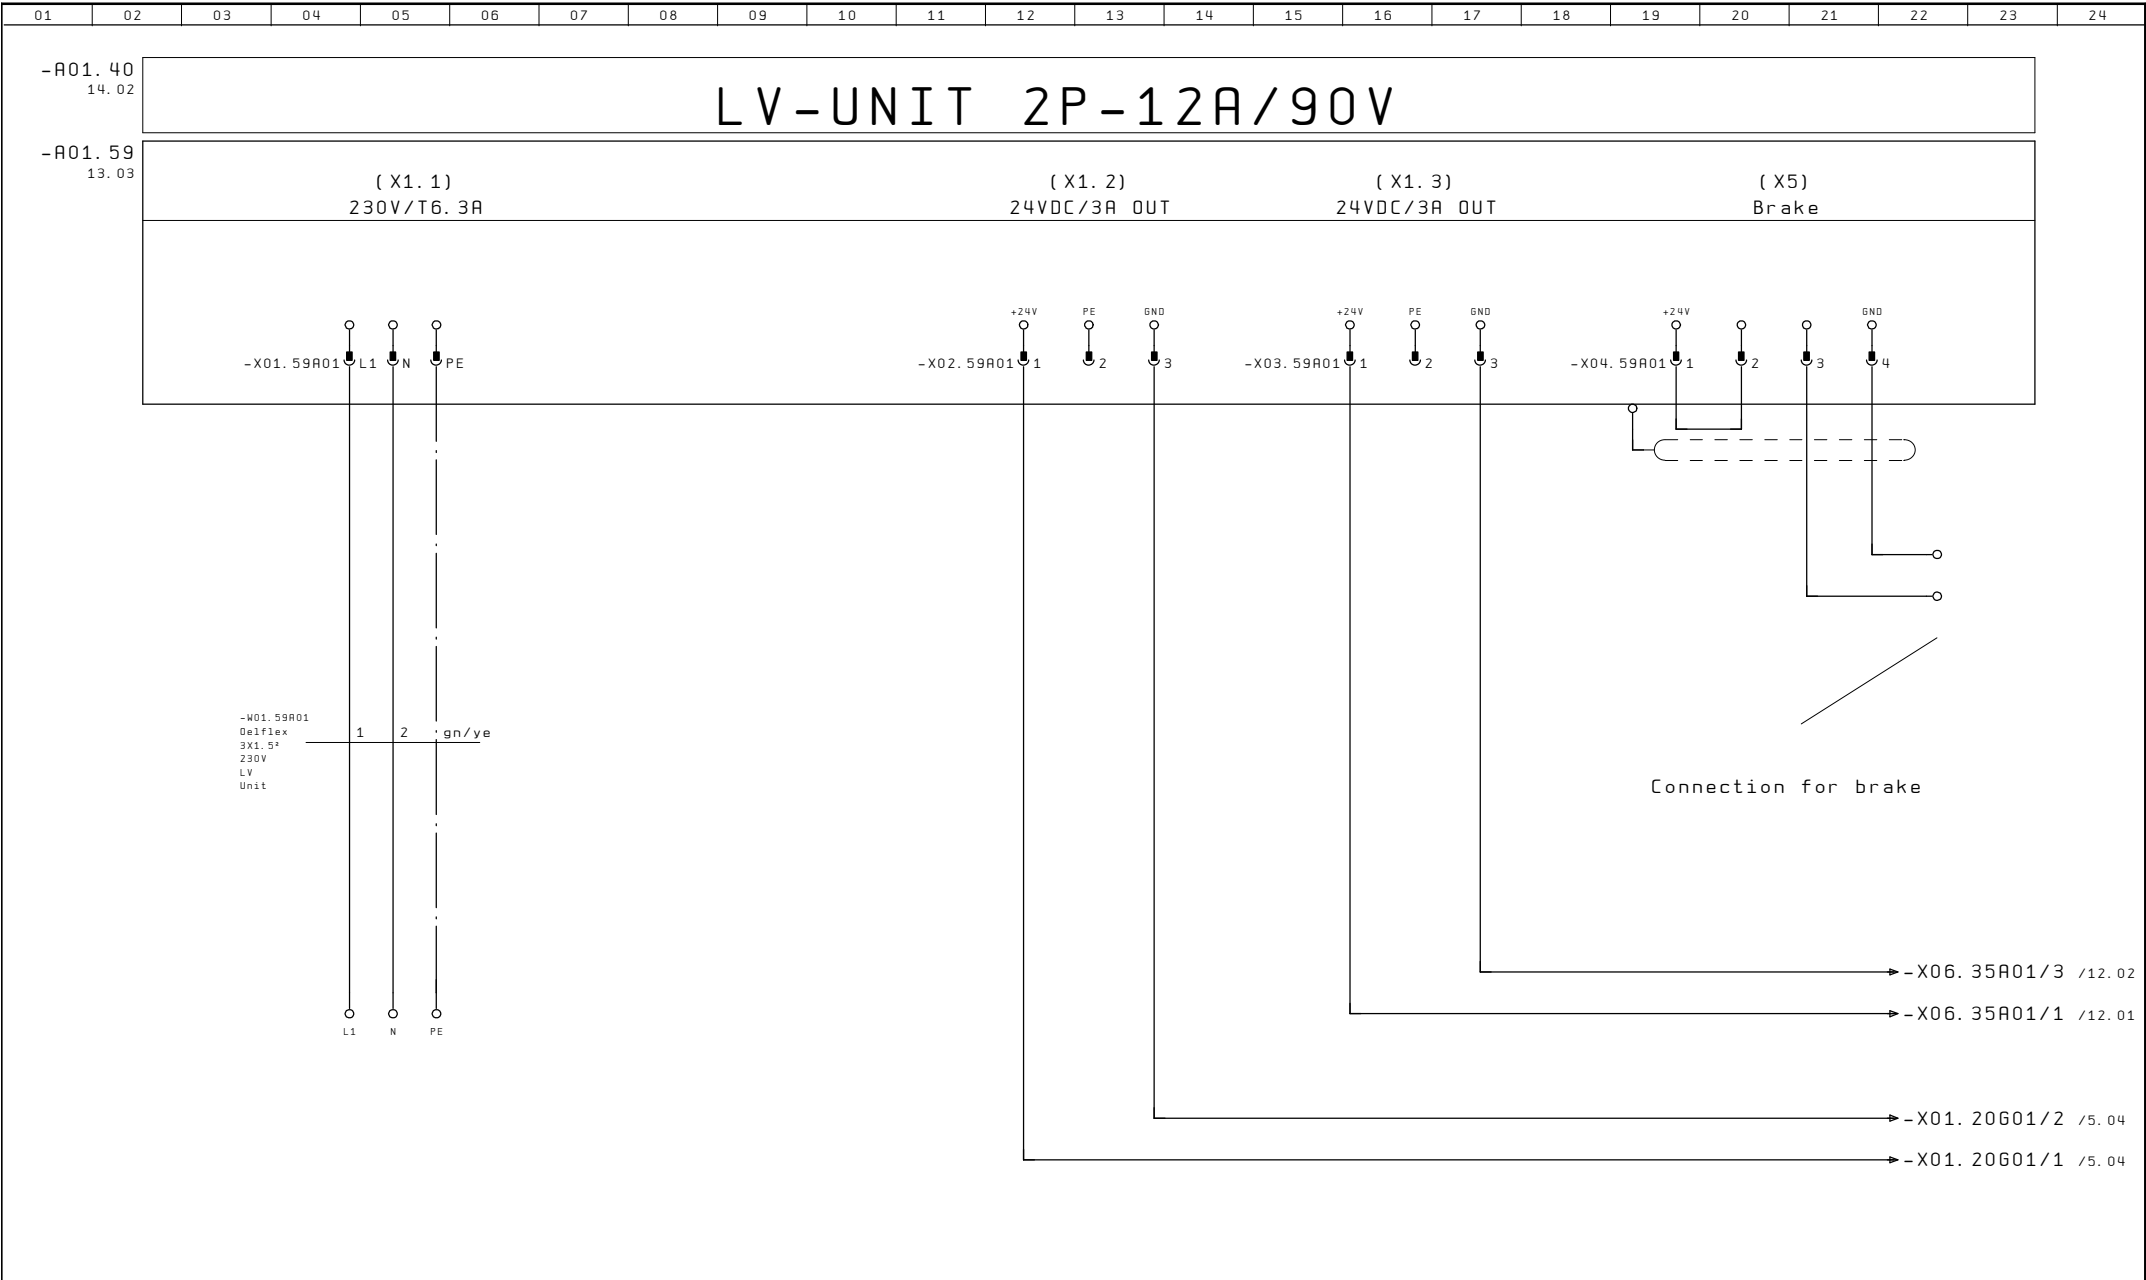 01 02 03 04 05 06 07 08 09 10 11 12 13 14 15 16 17 18 19 20 21 22 23 24
-A01.40
14.02
LV-UNIT 2P-12A/90V
-A01.59
13.03
(X1.1) (X1.2) (X1.3) (X5)
230V/T6.3A 24VDC/3A OUT 24VDC/3A OUT Brake
+24V PE GND +24V PE GND +24V GND
-X01.59A01 L1 N PE -X02.59A01 1 2 3 -X03.59A01 1 2 3 -X04.59A01 1 2 3 4
-W01.59A01
Oelflex
3X1.5²
230V
LV
Unit
1 2 gn/ye
Connection for brake
-X06.35A01/3 /12.02
-X06.35A01/1 /12.01
L1 N PE
-X01.20G01/2 /5.04
-X01.20G01/1 /5.04